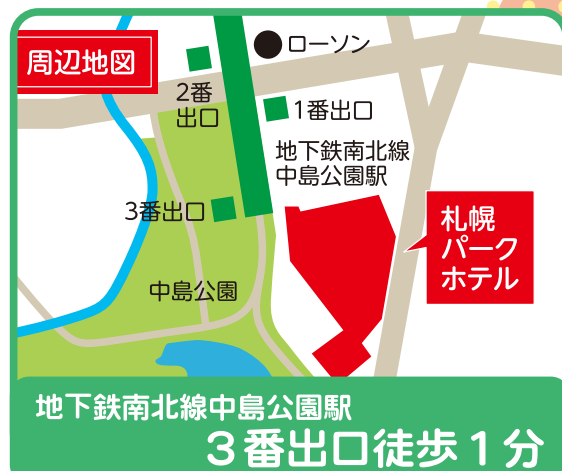 周辺地図
ローソン
2番
出口
1番出口
地下鉄南北線
中島公園駅
3番出口
札幌
パーク
ホテル
中島公園
地下鉄南北線中島公園駅
3番出口徒歩1分